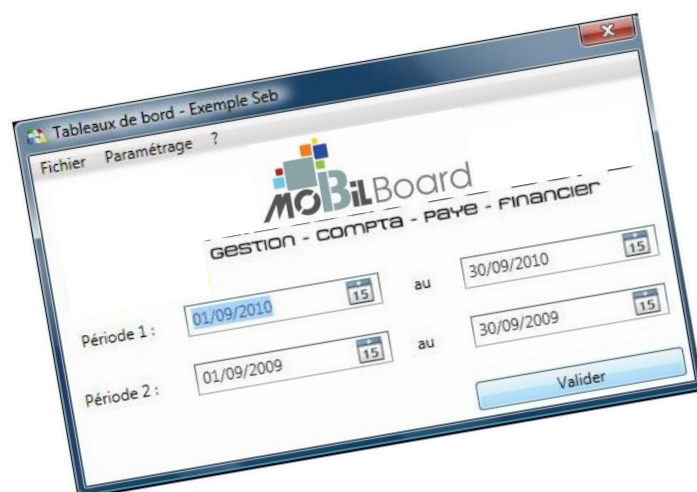 Tableaux de bord - Exemple Seb
Fichier Paramétrage ?
MOBiLBoard
Gestion - Compta - Paye - Financier
Période 1 : 01/09/2010 15 au 30/09/2010 15
Période 2 : 01/09/2009 15 au 30/09/2009 15
Valider